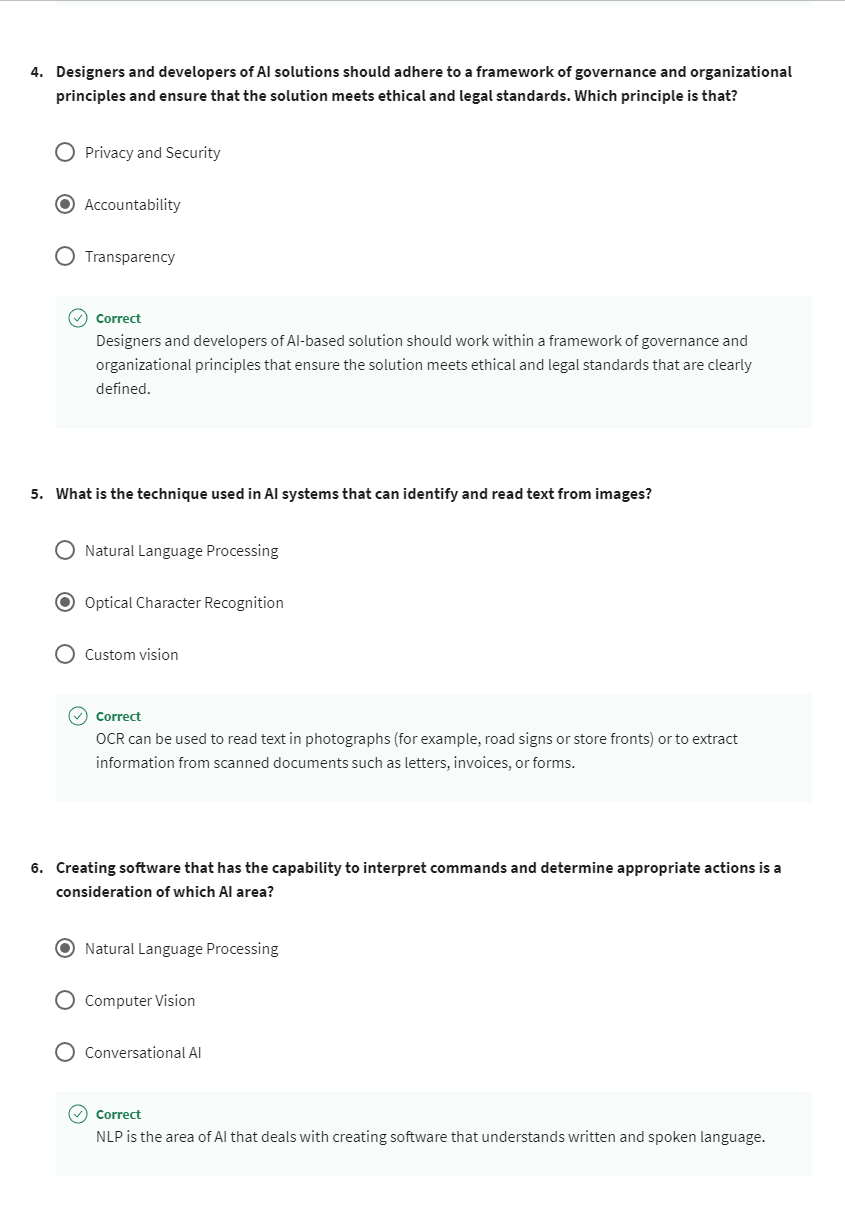 4. Designers and developers of AI solutions should adhere to a framework of governance and organizational
principles and ensure that the solution meets ethical and legal standards. Which principle is that?
Privacy and Security
Accountability
Transparency
Correct
Designers and developers of AI-based solution should work within a framework of governance and
organizational principles that ensure the solution meets ethical and legal standards that are clearly
defined.
5. What is the technique used in AI systems that can identify and read text from images?
Natural Language Processing
Optical Character Recognition
Custom vision
Correct
OCR can be used to read text in photographs (for example, road signs or store fronts) or to extract
information from scanned documents such as letters, invoices, or forms.
6. Creating software that has the capability to interpret commands and determine appropriate actions is a
consideration of which AI area?
Natural Language Processing
Computer Vision
Conversational AI
Correct
NLP is the area of AI that deals with creating software that understands written and spoken language.